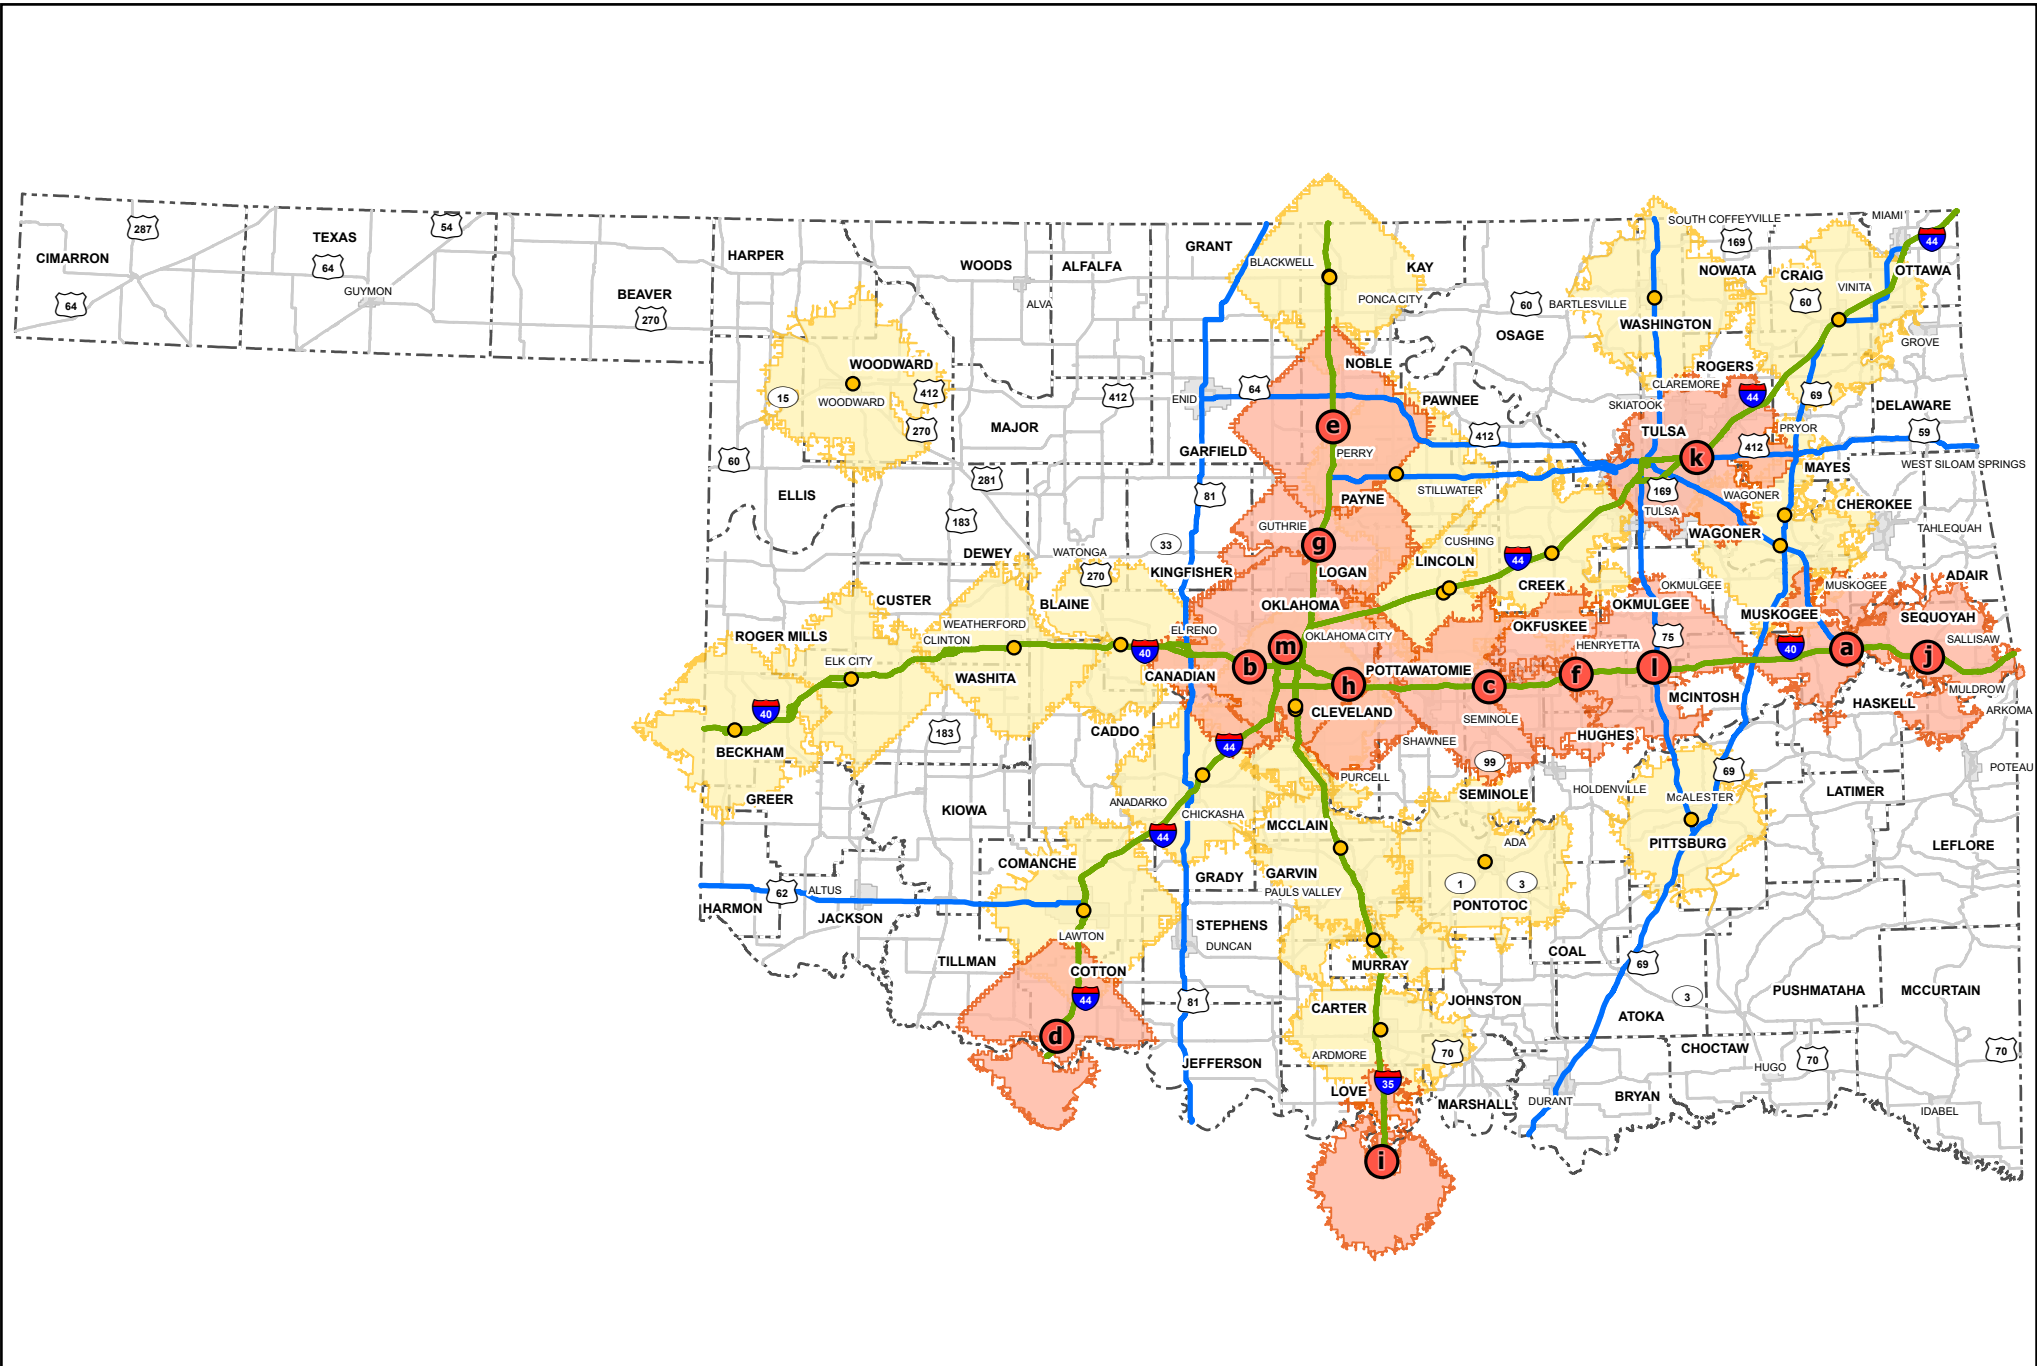 SOUTH COFFEYVILLE
MIAMI
287
54
TEXAS
CIMARRON
64
64
GUYMON
HARPER
BEAVER
270
WOODS
ALFALFA
ALVA
GRANT
BLACKWELL
KAY
PONCA CITY
60
BARTLESVILLE
OSAGE
WASHINGTON
169
NOWATA
CRAIG
60
VINITA
44
OTTAWA
GROVE
WOODWARD
15
WOODWARD
412
270
MAJOR
412
ENID
64
NOBLE
PAWNEE
412
e
PERRY
ROGERS
CLAREMORE
44
SKIATOOK
TULSA
k
412
PRYOR
69
DELAWARE
59
WEST SILOAM SPRINGS
MAYES
60
ELLIS
281
183
GARFIELD
81
PAYNE
STILLWATER
GUTHRIE
g
LOGAN
CUSHING
LINCOLN
44
CREEK
169
TULSA
WAGONER
WAGONER
CHEROKEE
TAHLEQUAH
DEWEY
WATONGA
270
33
KINGFISHER
CUSTER
BLAINE
OKLAHOMA
OKMULGEE
OKMULGEE
MUSKOGEE
MUSKOGEE
ADAIR
SEQUOYAH
SALLISAW
ROGER MILLS
WEATHERFORD
CLINTON
ELK CITY
EL RENO
40
m
OKLAHOMA CITY
b
h
POTTAWATOMIE
c
OKFUSKEE
HENRYETTA
75
f
l
40
a
j
MULDROW
ARKOMA
40
WASHITA
CANADIAN
MCINTOSH
HASKELL
BECKHAM
183
CADDO
44
CLEVELAND
SEMINOLE
SHAWNEE
99
HUGHES
69
POTEAU
GREER
KIOWA
ANADARKO
CHICKASHA
44
PURCELL
SEMINOLE
HOLDENVILLE
McALESTER
LATIMER
MCCLAIN
ADA
PITTSBURG
LEFLORE
COMANCHE
GRADY
GARVIN
PAULS VALLEY
1
3
PONTOTOC
62
ALTUS
HARMON
JACKSON
LAWTON
STEPHENS
DUNCAN
TILLMAN
COTTON
44
MURRAY
COAL
69
81
CARTER
JOHNSTON
3
PUSHMATAHA
MCCURTAIN
ATOKA
d
JEFFERSON
ARDMORE
70
CHOCTAW
70
70
HUGO
LOVE
35
MARSHALL
DURANT
BRYAN
IDABEL
i